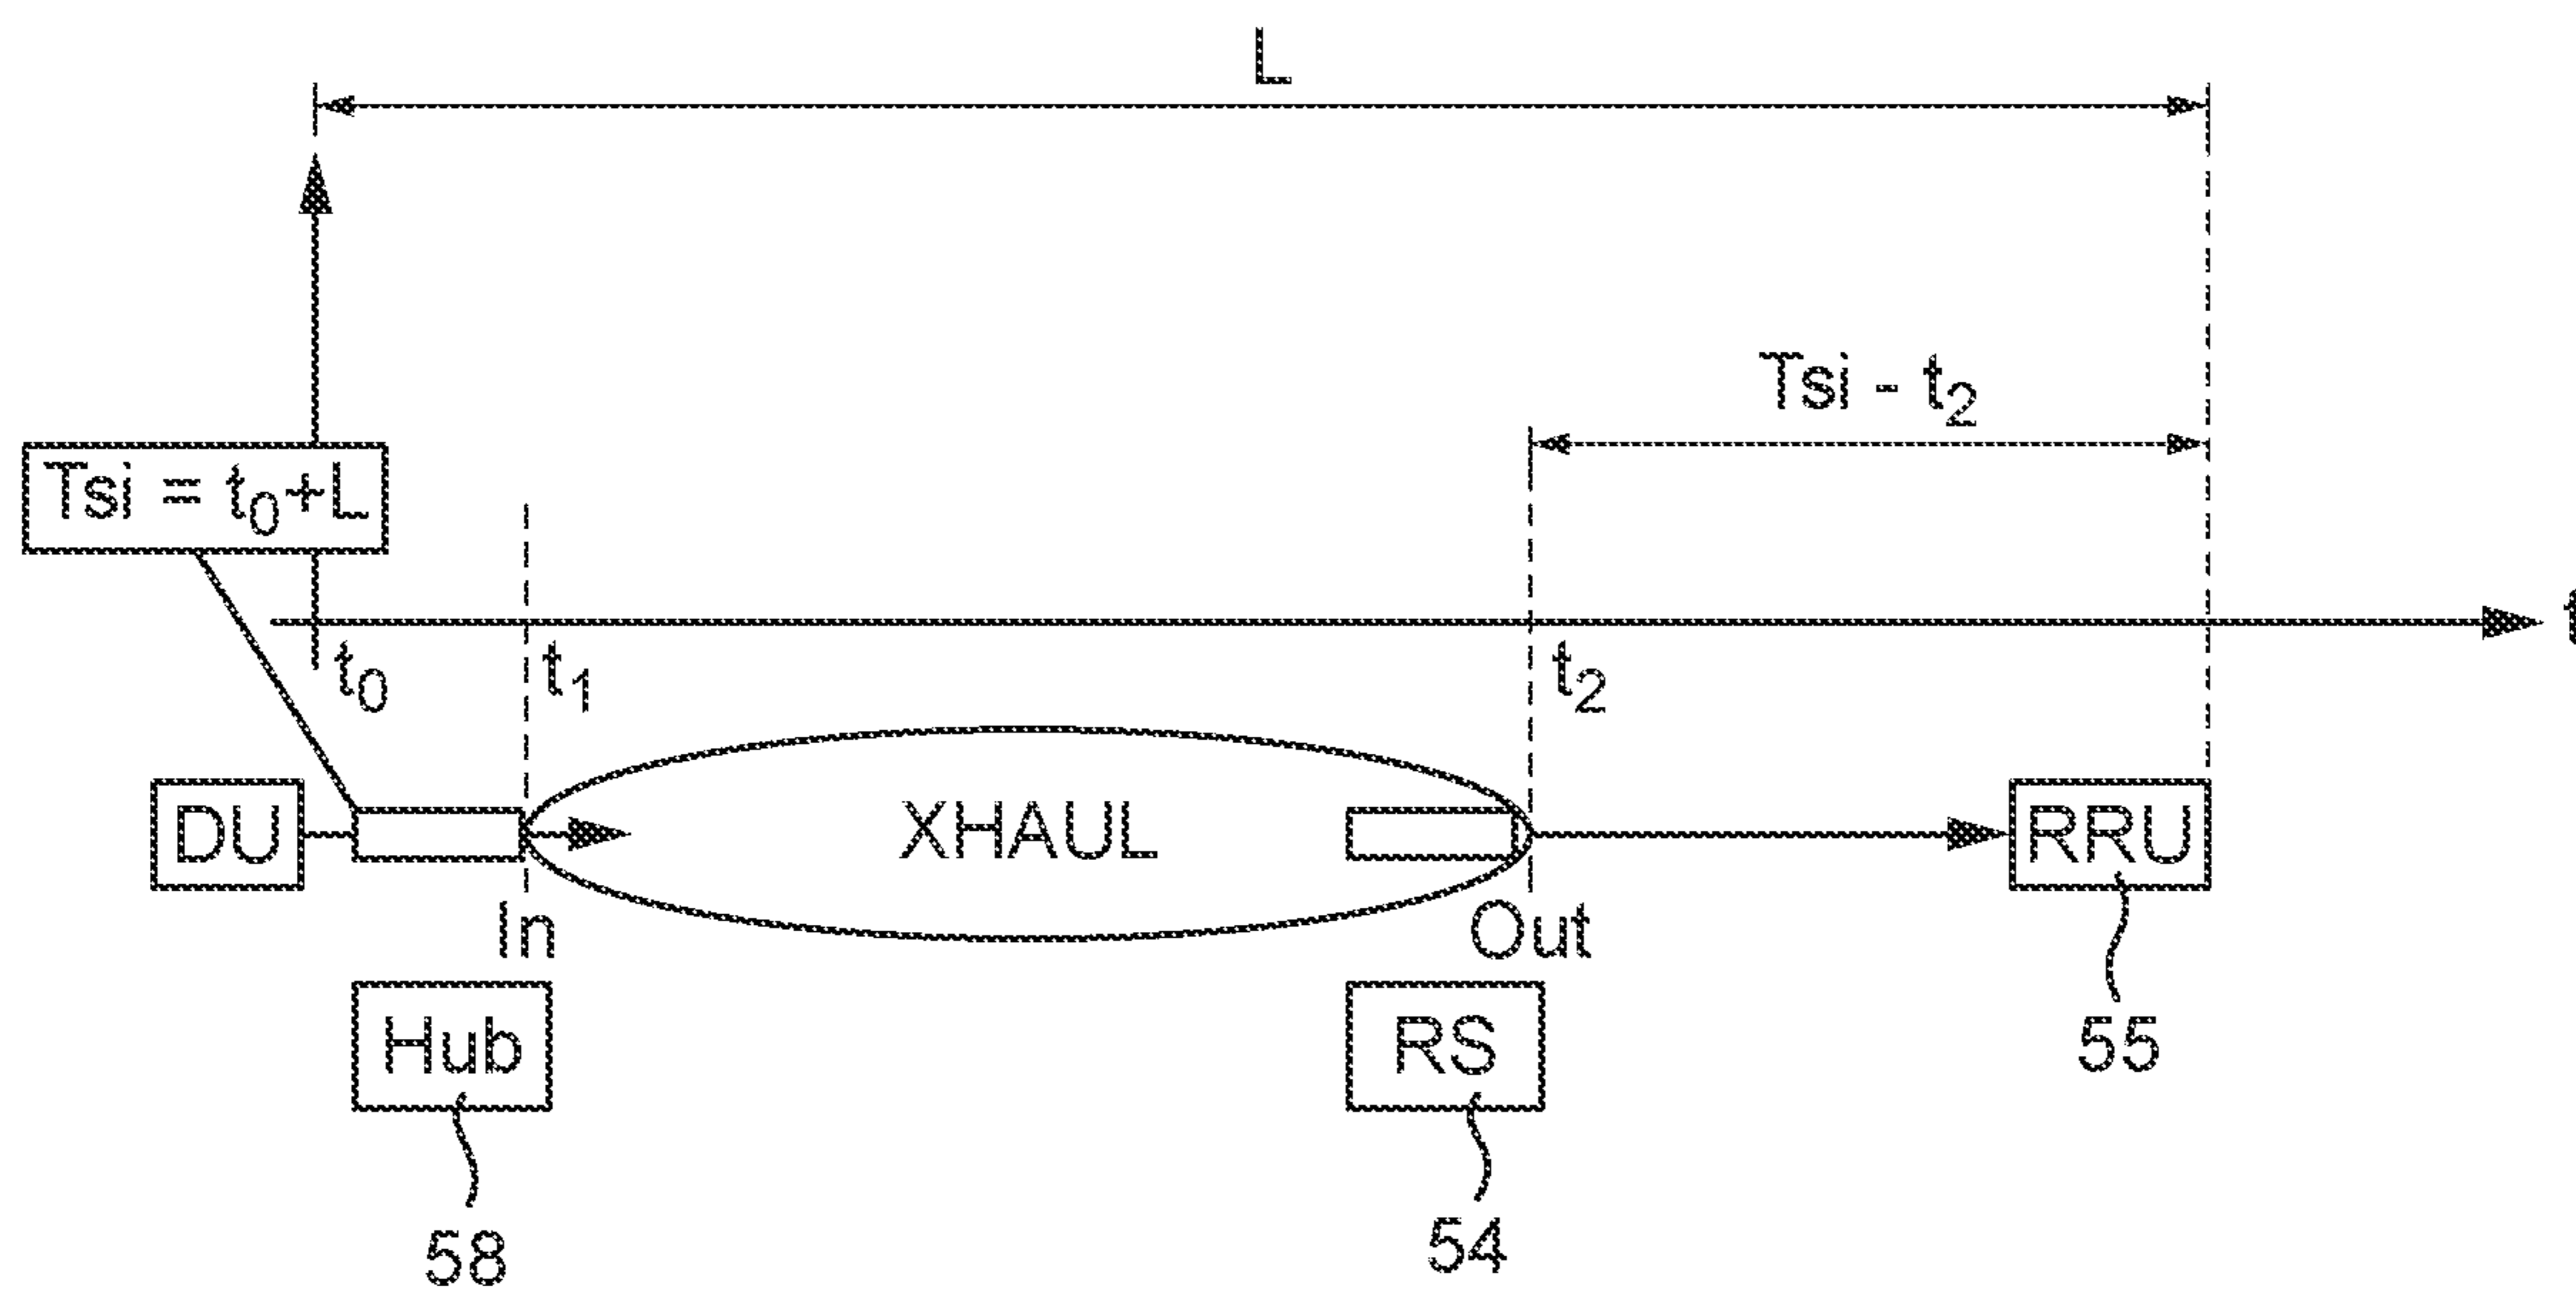 L
Tsi - t₂
Tsi = t₀+L
t
t₀
t₁
t₂
DU
XHAUL
RRU
In
Out
Hub
RS
55
58
54